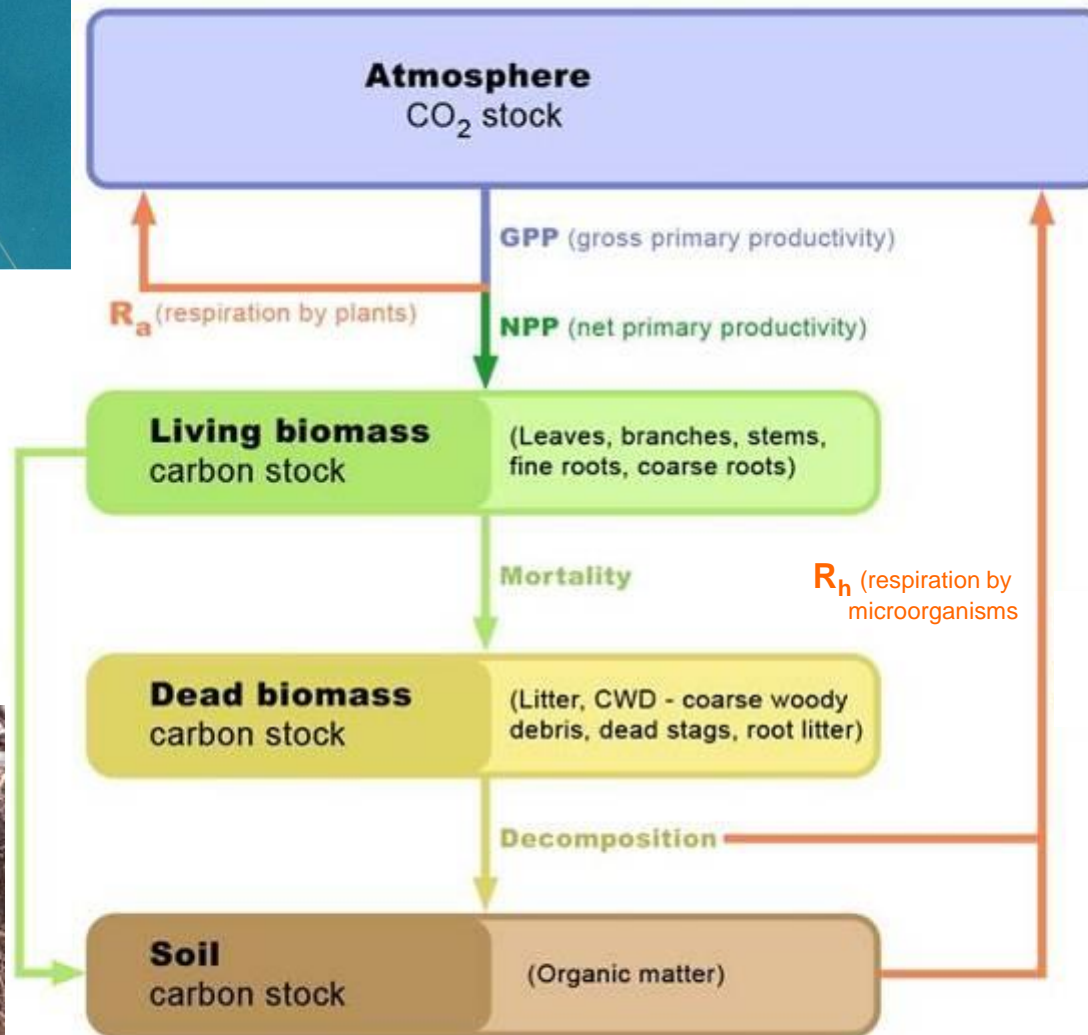 Atmosphere
CO₂ stock
GPP (gross primary productivity)
Rₐ (respiration by plants)
NPP (net primary productivity)
Living biomass
carbon stock
(Leaves, branches, stems,
fine roots, coarse roots)
Mortality
R_h (respiration by
microorganisms
Dead biomass
carbon stock
(Litter, CWD - coarse woody
debris, dead stags, root litter)
Decomposition
Soil
carbon stock
(Organic matter)